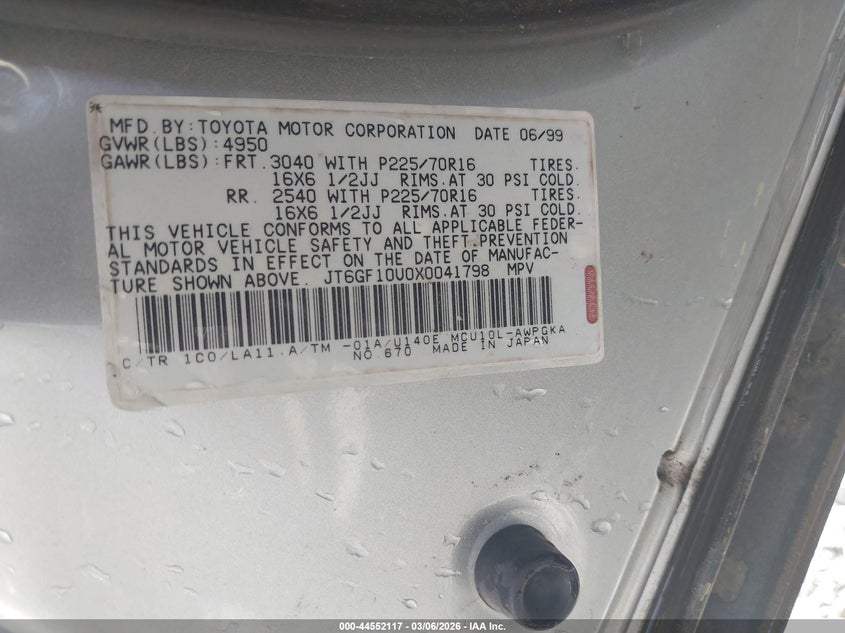 MFD.BY:TOYOTA MOTOR CORPORATION DATE 06/99
GVWR(LBS):4950
GAWR(LBS):FRT.3040 WITH P225/70R16 TIRES.
16X6 1/2JJ RIMS.AT 30 PSI COLD.
RR. 2540 WITH P225/70R16 TIRES.
16X6 1/2JJ RIMS.AT 30 PSI COLD.
THIS VEHICLE CONFORMS TO ALL APPLICABLE FEDER-
AL MOTOR VEHICLE SAFETY AND THEFT.PREVENTION
STANDARDS IN EFFECT ON THE DATE OF MANUFAC-
TURE SHOWN ABOVE. JT6GF10U0X0041798 MPV
C/TR 1C0/LA11.A/TM -01A/U140E MCU10L-AWPGKA
NO.670 MADE IN JAPAN
000-44552117 - 03/06/2026 - IAA Inc.